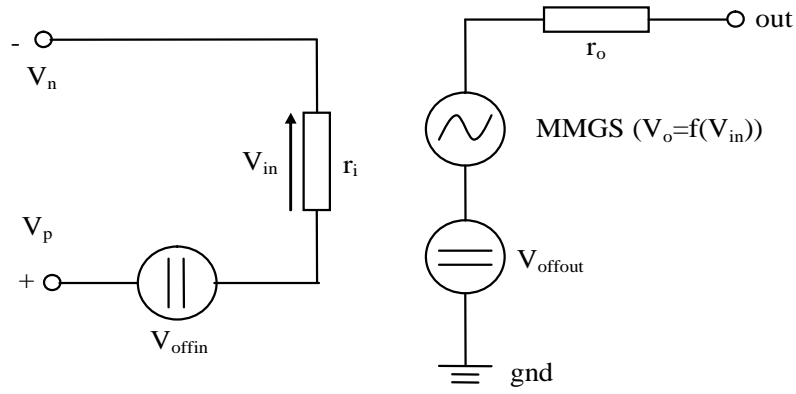 -
Vn
Vin
ri
Vp
+
Voffin
out
ro
MMGS (Vo=f(Vin))
Voffout
gnd